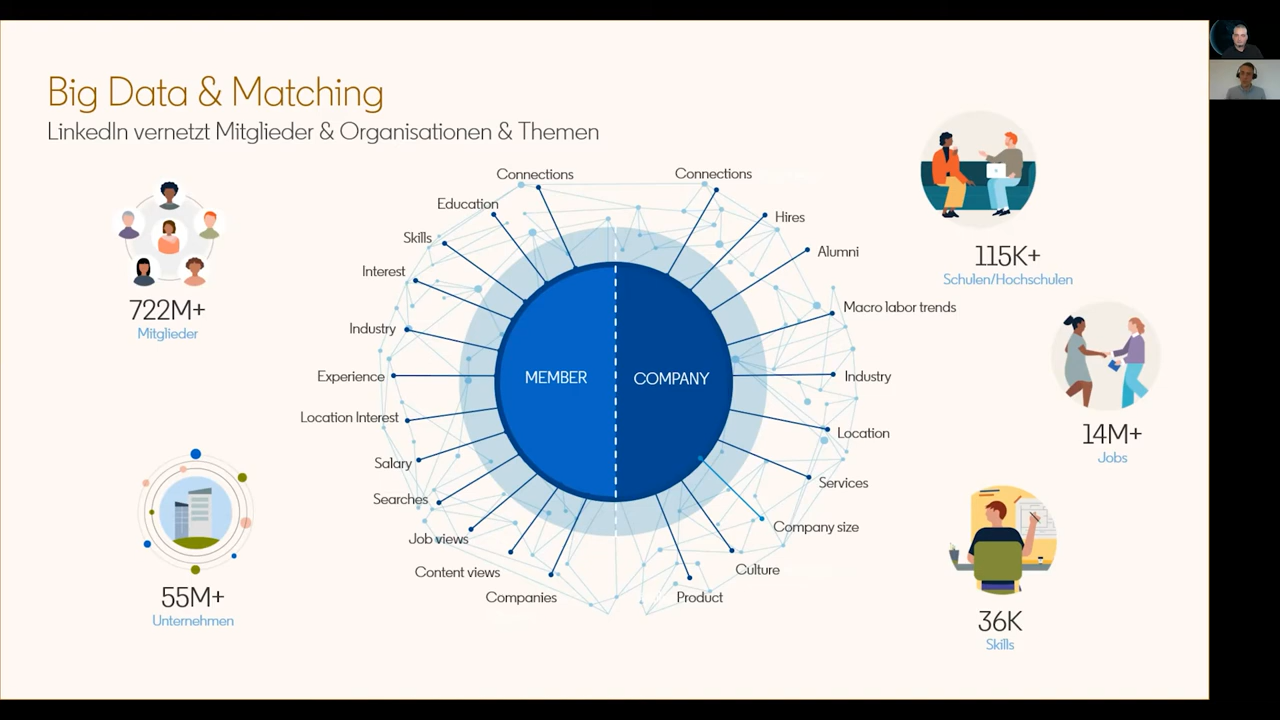 Big Data & Matching
LinkedIn vernetzt Mitglieder & Organisationen & Themen
722M+
Mitglieder
55M+
Unternehmen
Connections
Education
Skills
Interest
Industry
Experience
Location Interest
Salary
Searches
Job views
Content views
Companies
MEMBER
COMPANY
Connections
Hires
Alumni
Macro labor trends
Industry
Location
Services
Company size
Culture
Product
115K+
Schulen/Hochschulen
14M+
Jobs
36K
Skills